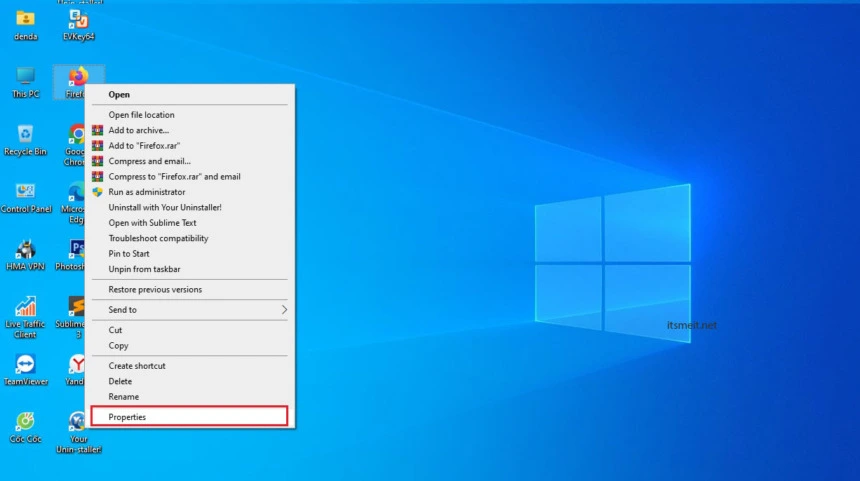 denda
EVKey64
This PC
Firef
Recycle Bin
Goo
Chro
Control Panel
Micros
Edg
HMA VPN
Photosh
Live Traffic
Client
Sublime
3
TeamViewer
Yand
Cốc Cốc
Your
Unin-staller!
Open
Open file location
Add to archive...
Add to "Firefox.rar"
Compress and email...
Compress to "Firefox.rar" and email
Run as administrator
Uninstall with Your Uninstaller!
Open with Sublime Text
Troubleshoot compatibility
Pin to Start
Unpin from taskbar
Restore previous versions
Send to
Cut
Copy
Create shortcut
Delete
Rename
Properties
itsmeit.net